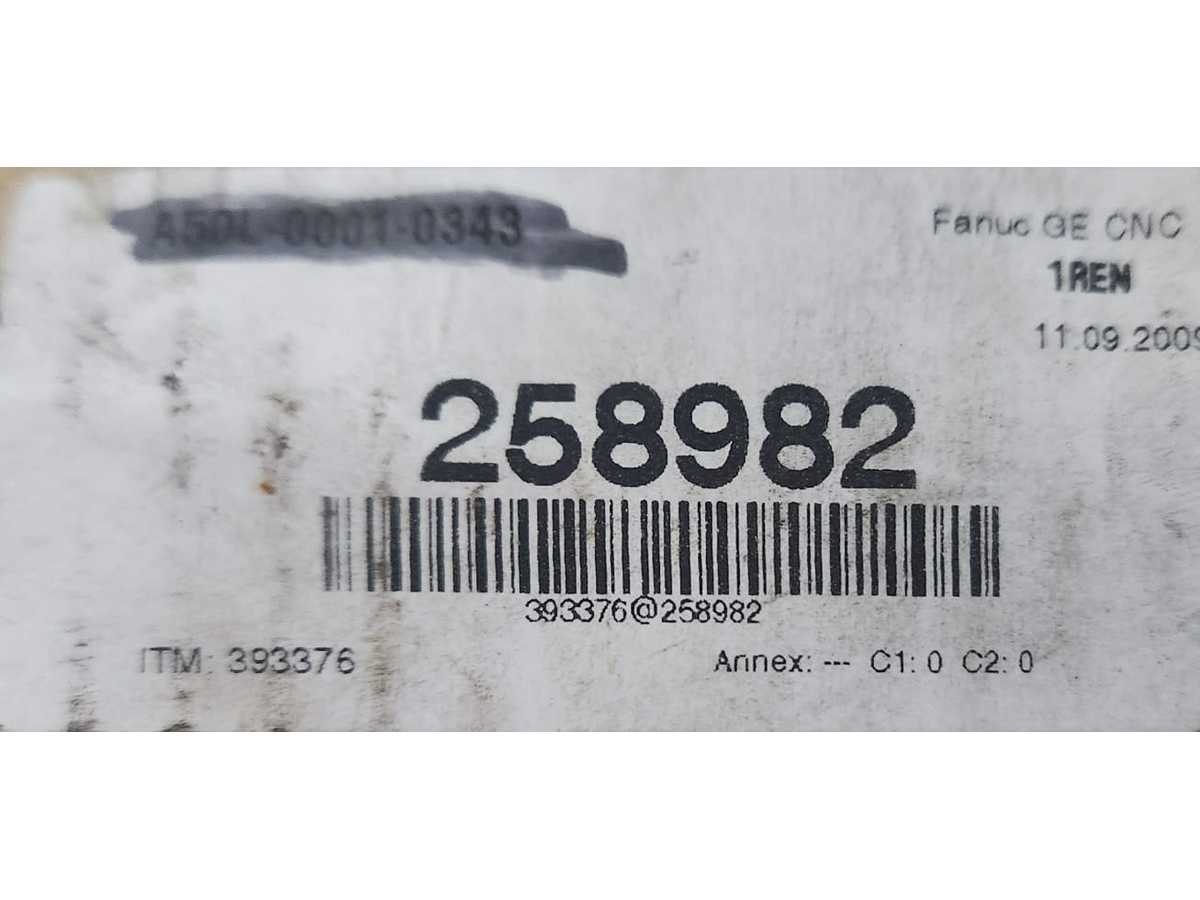 A50L-0001-0343
Fanuc GE CNC
1REN
11.09.2009
258982
393376@258982
ITM: 393376
Annex: --- C1: 0 C2: 0